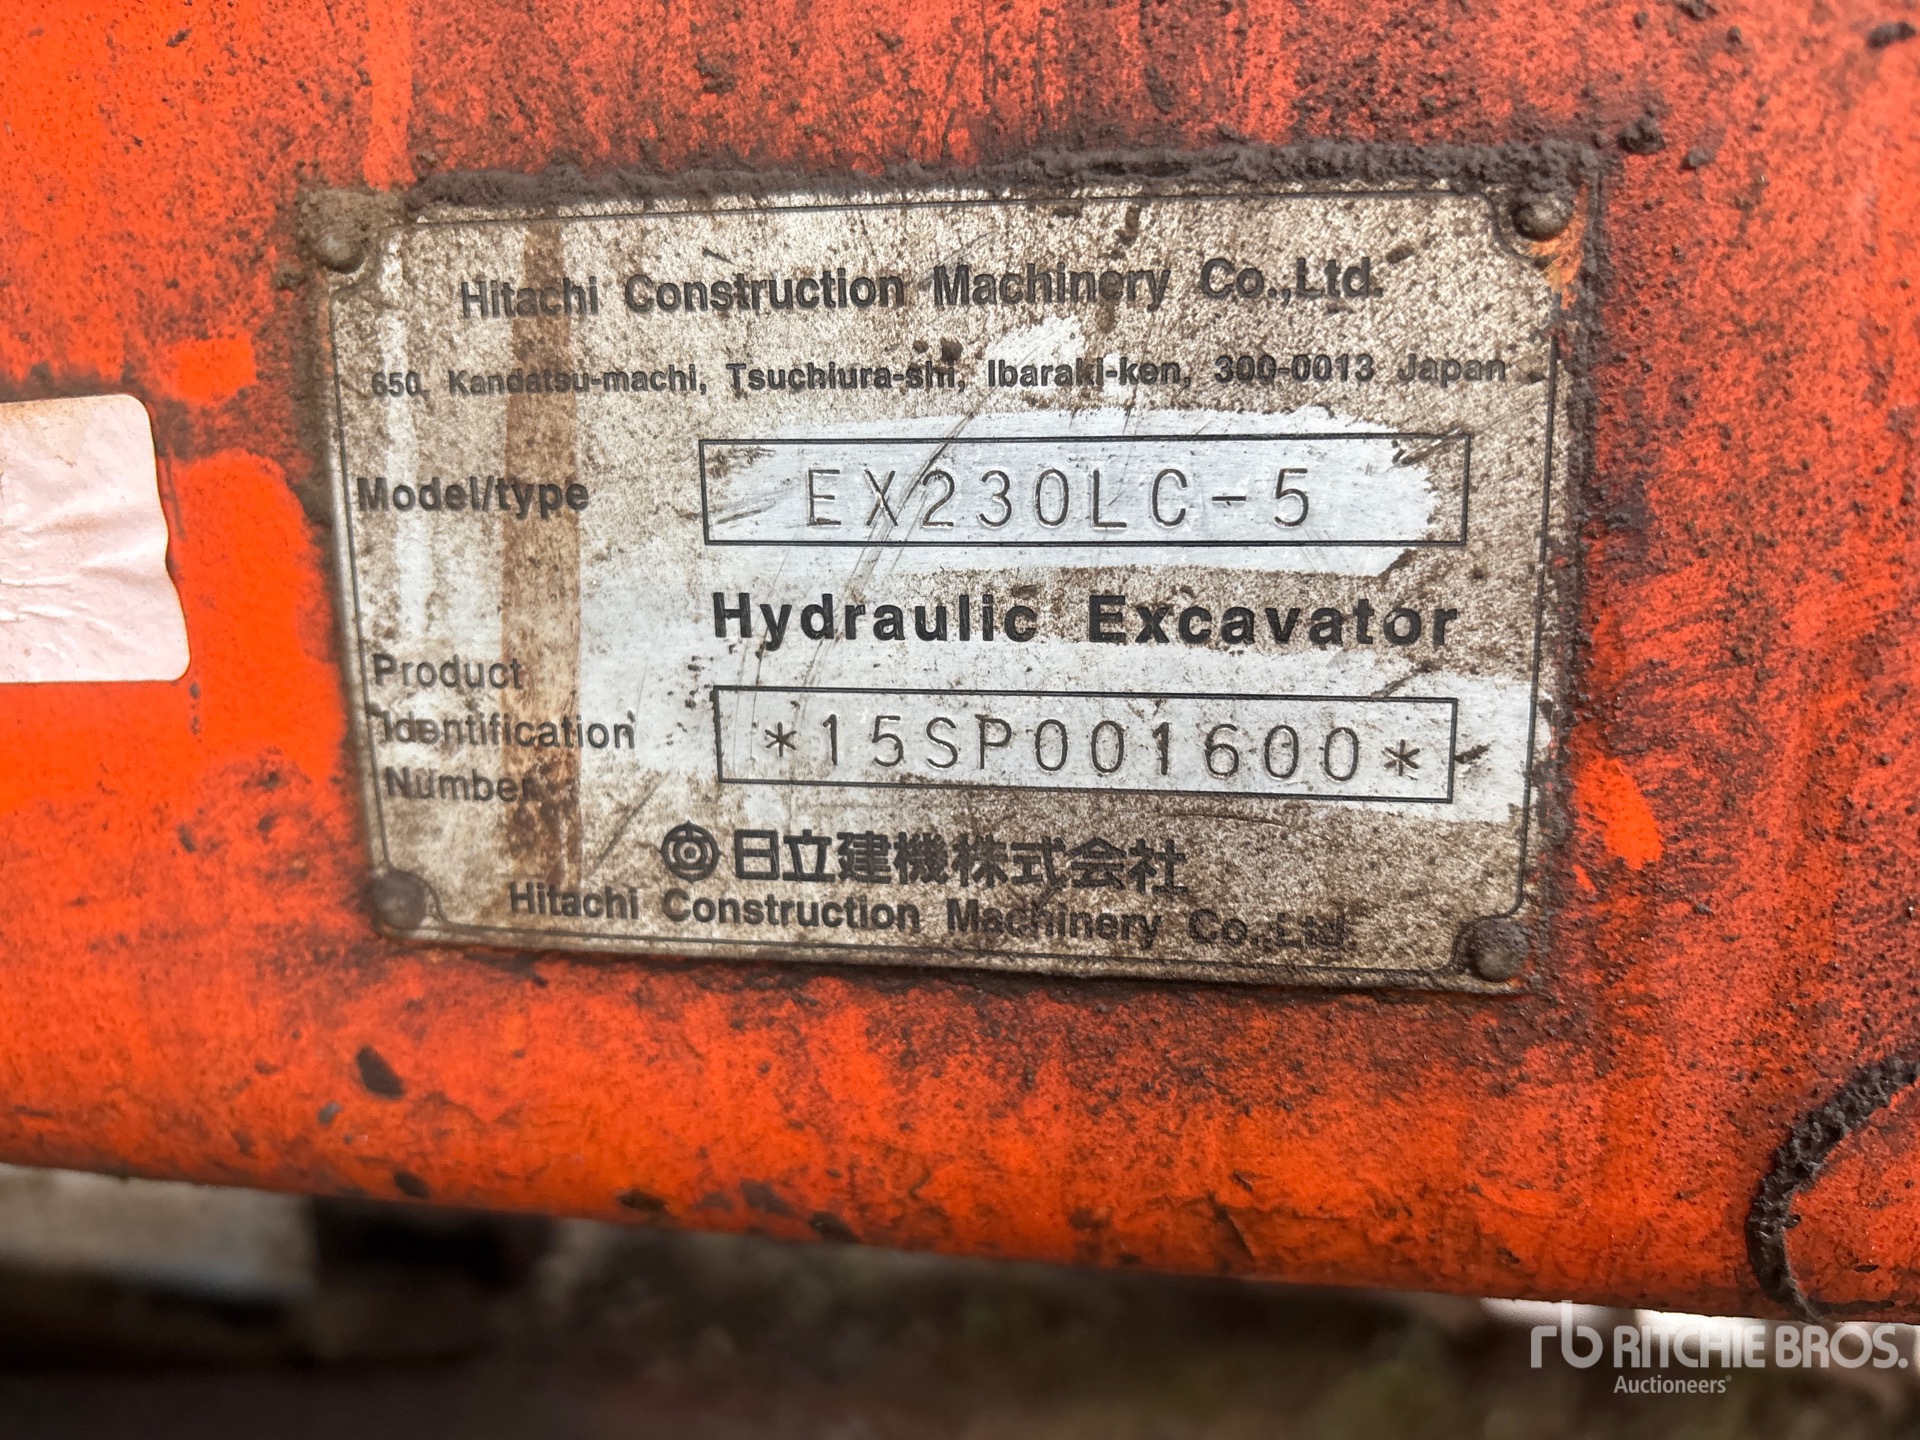 Hitachi Construction Machinery Co.,Ltd.
650, Kandatsu-machi, Tsuchiura-shi, Ibaraki-ken, 300-0013 Japan
Model/type EX230LC-5
Hydraulic Excavator
Product
Identification
Number
*15SP001600*
日立建機株式会社
Hitachi Construction Machinery Co.,Ltd.
rb RITCHIE BROS.
Auctioneers®